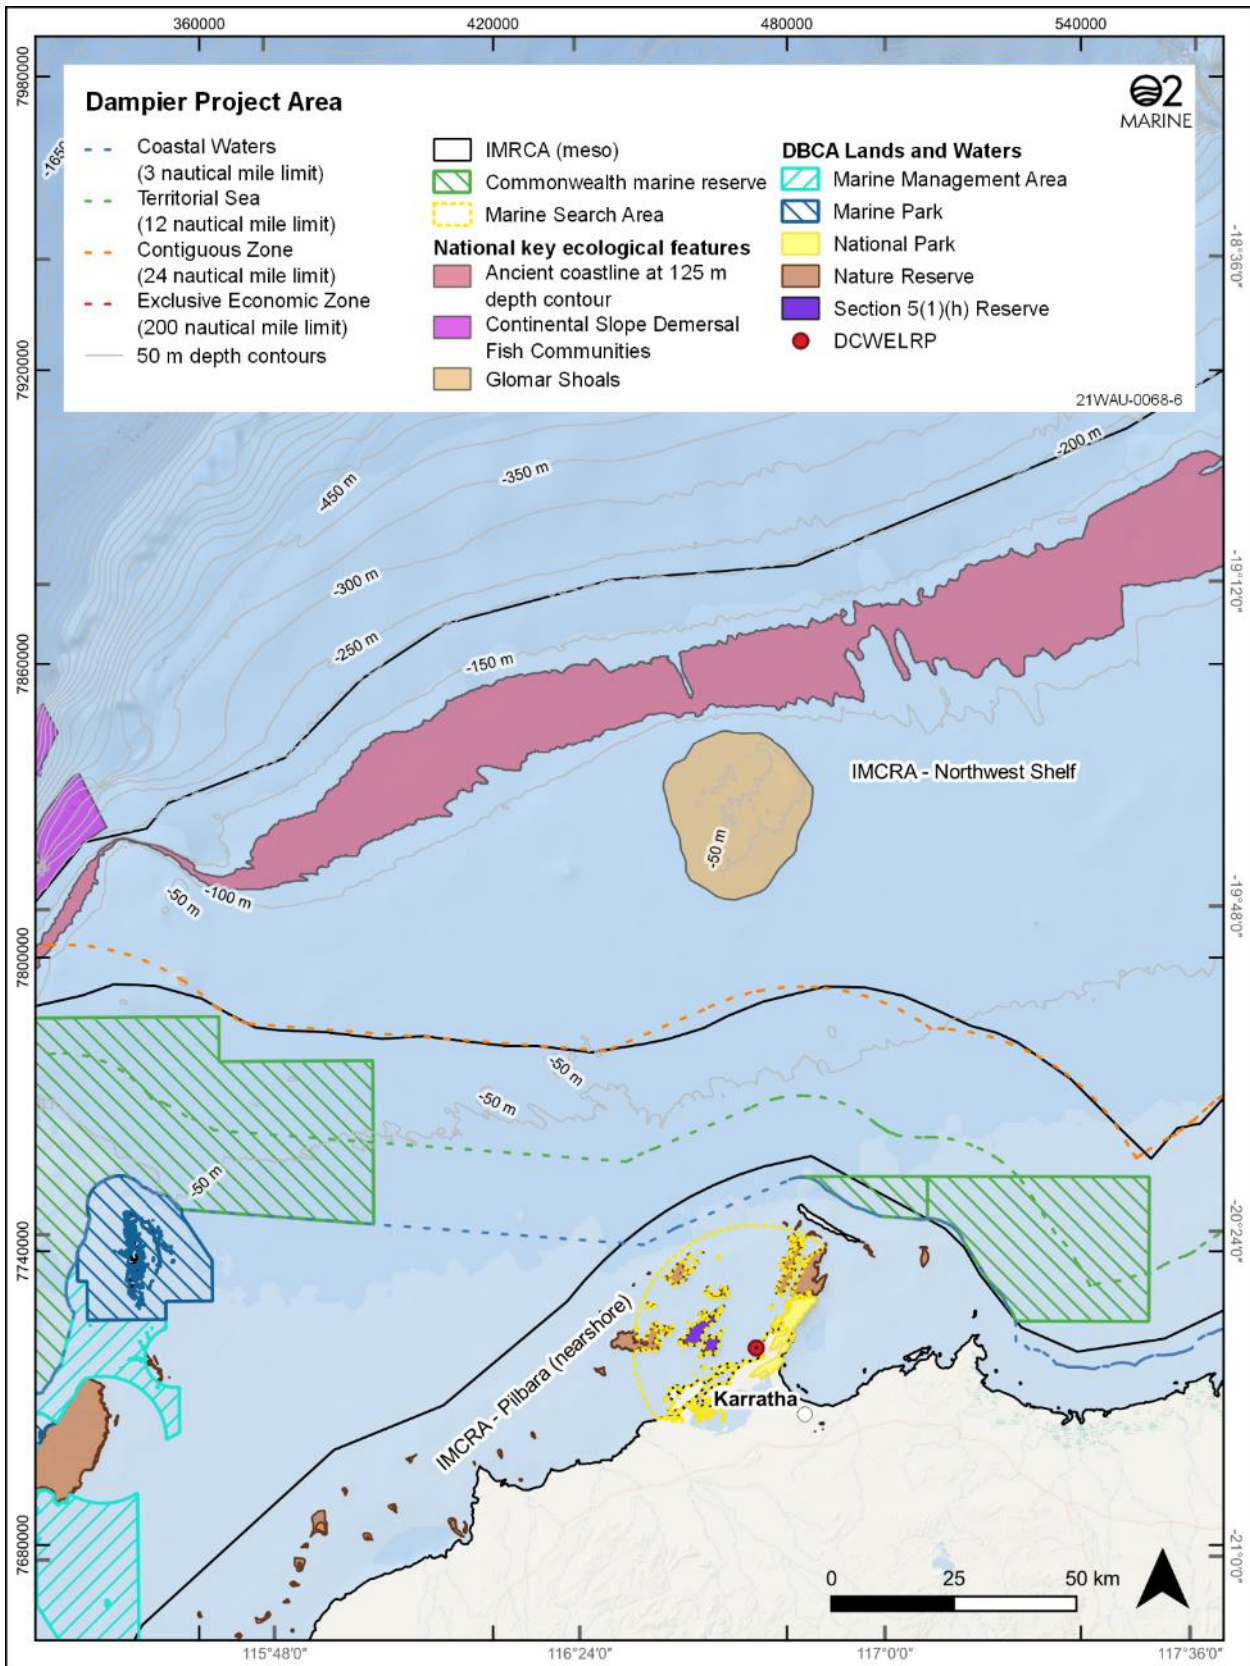 360000
420000
480000
540000
7980000
7920000
7860000
7800000
7740000
7680000
-18°36'0"
-19°12'0"
-19°48'0"
-20°24'0"
-21°0'0"
115°48'0"
116°24'0"
117°0'0"
117°36'0"
Dampier Project Area
O2
MARINE
Coastal Waters
(3 nautical mile limit)
Territorial Sea
(12 nautical mile limit)
Contiguous Zone
(24 nautical mile limit)
Exclusive Economic Zone
(200 nautical mile limit)
50 m depth contours
IMRCA (meso)
Commonwealth marine reserve
Marine Search Area
National key ecological features
Ancient coastline at 125 m
depth contour
Continental Slope Demersal
Fish Communities
Glomar Shoals
DBCA Lands and Waters
Marine Management Area
Marine Park
National Park
Nature Reserve
Section 5(1)(h) Reserve
DCWELRP
21WAU-0068-6
-1650
-200 m
-450 m
-350 m
-300 m
-250 m
-150 m
IMCRA - Northwest Shelf
-50 m
-50 m
-100 m
-50 m
-50 m
-50 m
IMCRA - Pilbara (nearshore)
Karratha
0
25
50 km